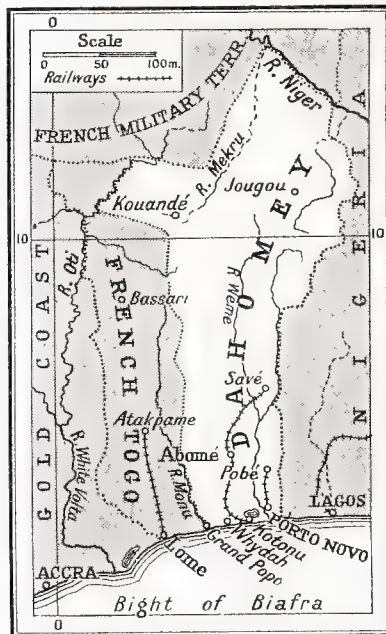 0
Scale
0 50 100m.
Railways
FRENCH MILITARY TERR.
R. Niger
R. Mekru
Jougou
Kouandé
10
10
GOLD COAST
FRENCH TOGO
DAHOMEY
NIGERIA
Bassari
R. Weme
Savé
Atakpame
Abomé
Pobé
R. White Volta
R. Monu
LAGOS
PORTO NOVO
Kotonu
Whydah
Grand Popo
Lome
ACCRA
0
Bight of Biafra